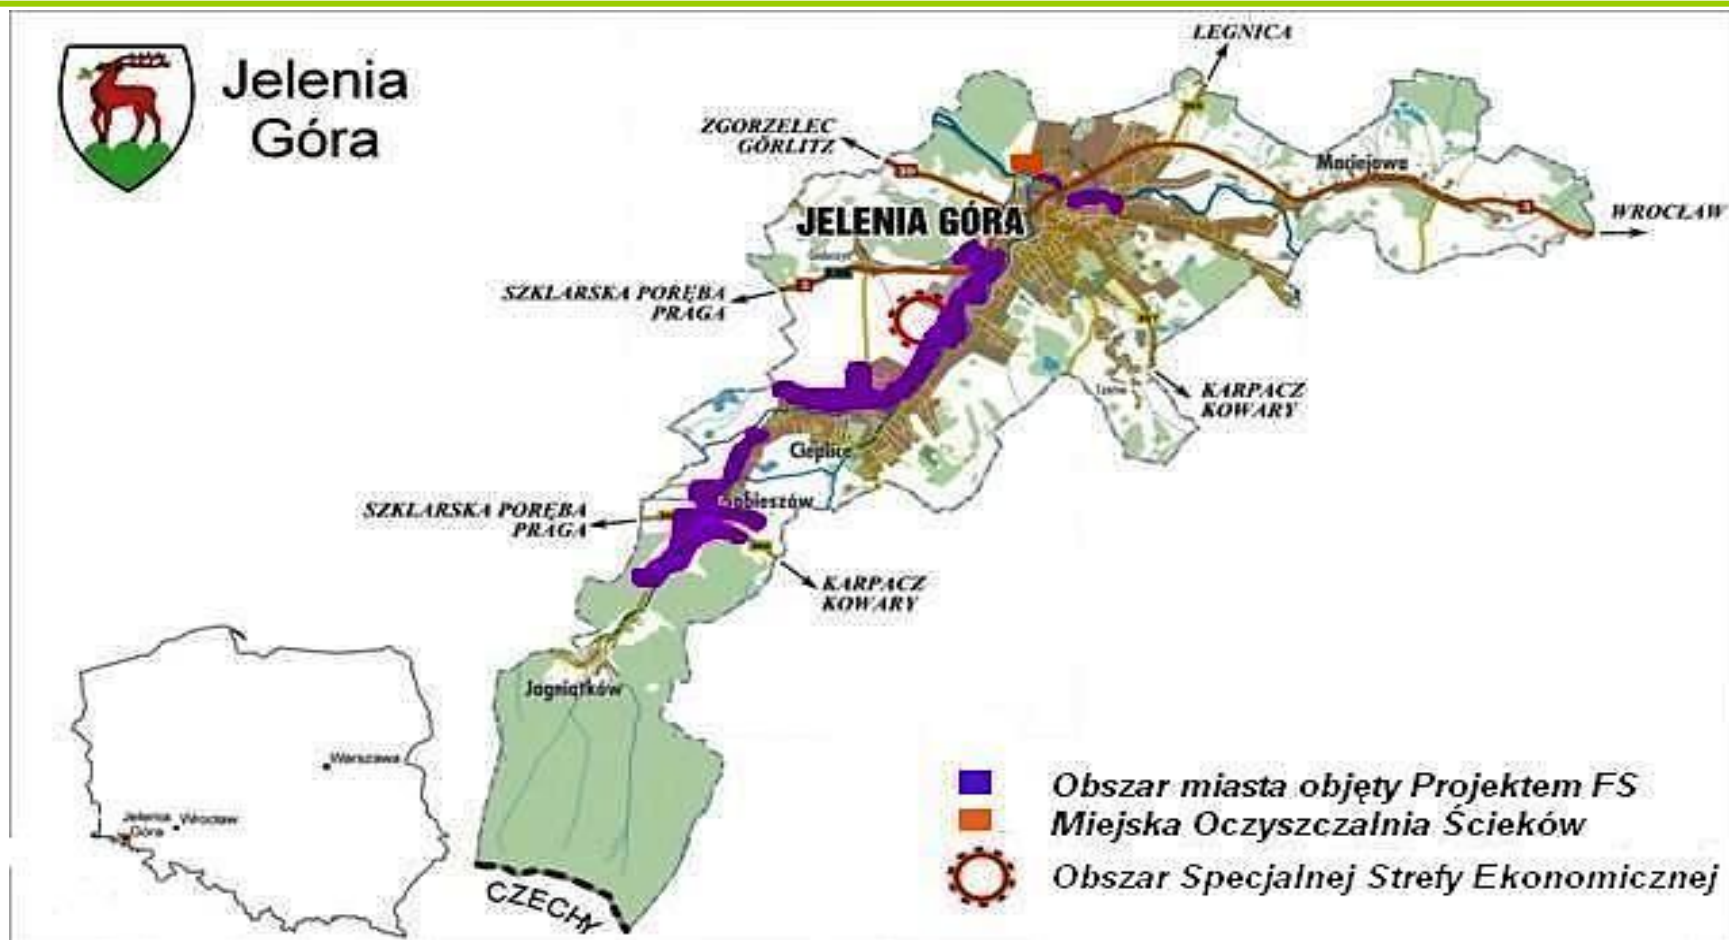 Jelenia
Góra
LEGNICA
ZGORZELEC
GÖRLITZ
Maciejowa
WROCŁAW
JELENIA GÓRA
SZKLARSKA PORĘBA
PRAGA
KARPACZ
KOWARY
Cieplice
Sobieszów
SZKLARSKA PORĘBA
PRAGA
KARPACZ
KOWARY
Jagniątków
CZECHY
Warszawa
Jelenia
Góra
Wrocław
Obszar miasta objęty Projektem FS
Miejska Oczyszczalnia Ścieków
Obszar Specjalnej Strefy Ekonomicznej